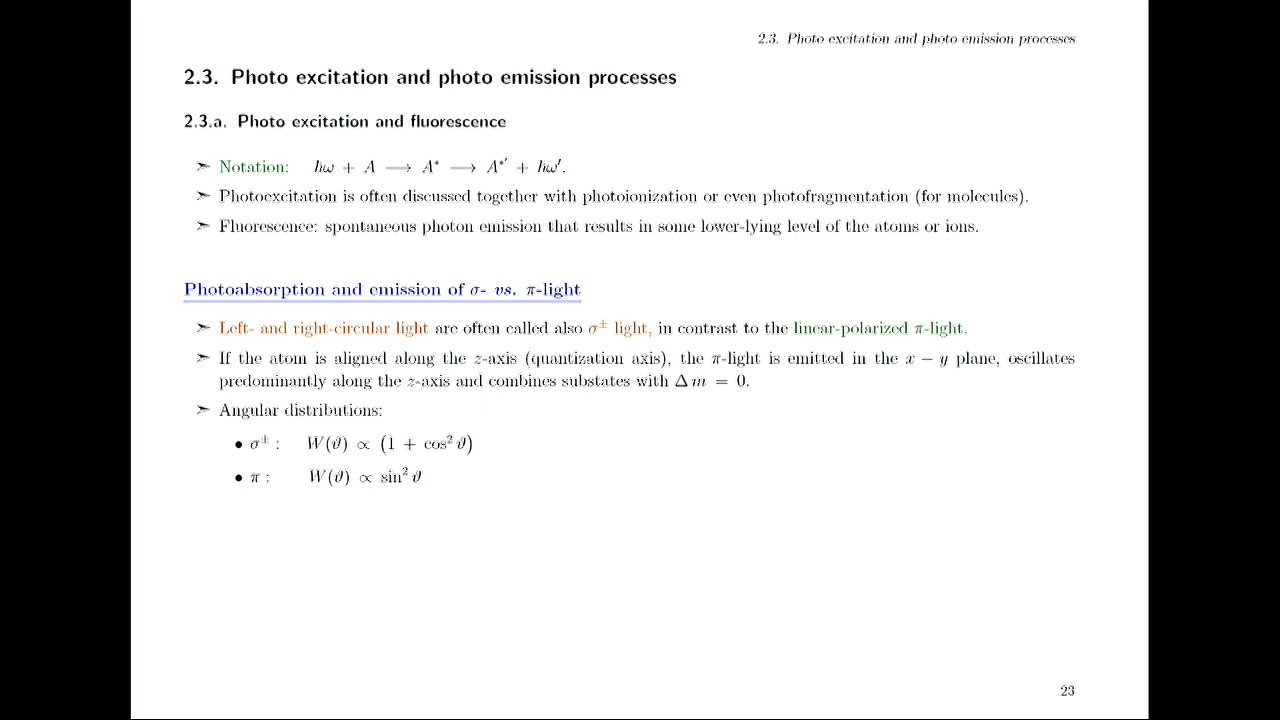 2.3. Photo excitation and photo emission processes
2.3. Photo excitation and photo emission processes
2.3.a. Photo excitation and fluorescence
➣ Notation: ℏω + A ⟶ A* ⟶ A*′ + ℏω′.
➣ Photoexcitation is often discussed together with photoionization or even photofragmentation (for molecules).
➣ Fluorescence: spontaneous photon emission that results in some lower-lying level of the atoms or ions.
Photoabsorption and emission of σ- vs. π-light
➣ Left- and right-circular light are often called also σ± light, in contrast to the linear-polarized π-light.
➣ If the atom is aligned along the z-axis (quantization axis), the π-light is emitted in the x − y plane, oscillates
predominantly along the z-axis and combines substates with Δ m = 0.
➣ Angular distributions:
• σ± : W(ϑ) ∝ (1 + cos² ϑ)
• π : W(ϑ) ∝ sin² ϑ
23